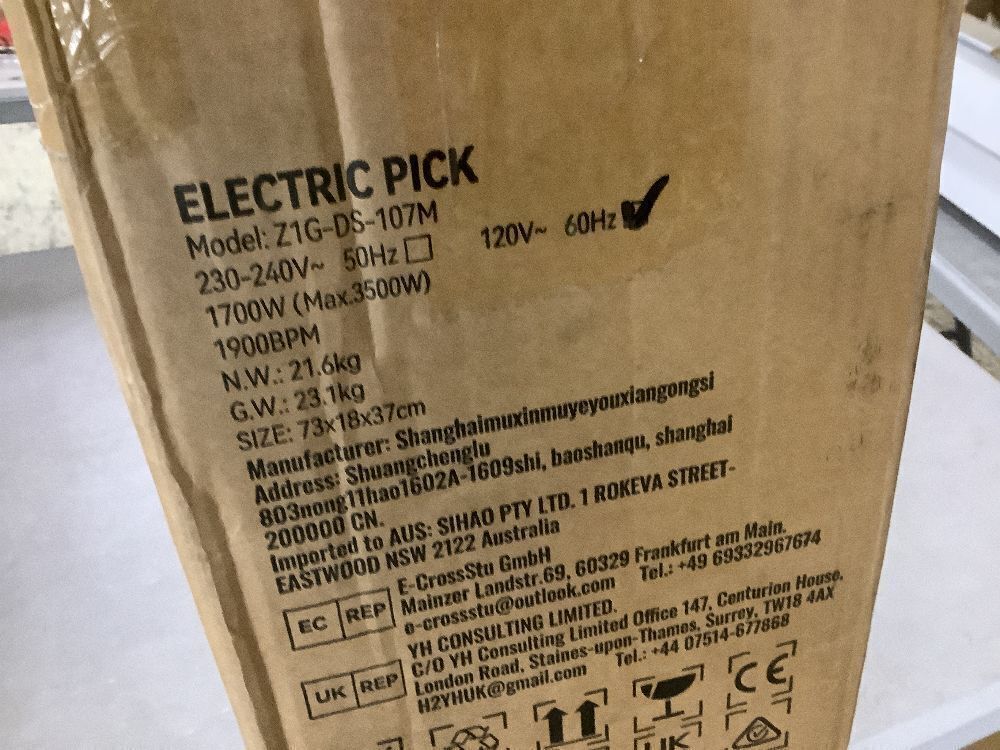 ELECTRIC PICK
Model: Z1G-DS-107M
230-240V~ 50Hz 120V~ 60Hz
1700W (Max.3500W)
1900BPM
N.W.: 21.6kg
G.W.: 23.1kg
SIZE: 73x18x37cm
Manufacturer: Shanghaimuxinmuyeyouxiangongsi
Address: Shuangchenglu
803nong11hao1602A-1609shi, baoshanqu, shanghai
200000 CN.
Imported to AUS: SIHAO PTY LTD. 1 ROKEVA STREET-
EASTWOOD NSW 2122 Australia
EC REP
E-CrossStu GmbH
Mainzer Landstr.69, 60329 Frankfurt am Main.
e-crossstu@outlook.com Tel.: +49 69332967674
UK REP
YH CONSULTING LIMITED.
C/O YH Consulting Limited Office 147, Centurion House,
London Road, Staines-upon-Thames, Surrey, TW18 4AX
H2YHUK@gmail.com Tel.: +44 07514-677868
CE
UK